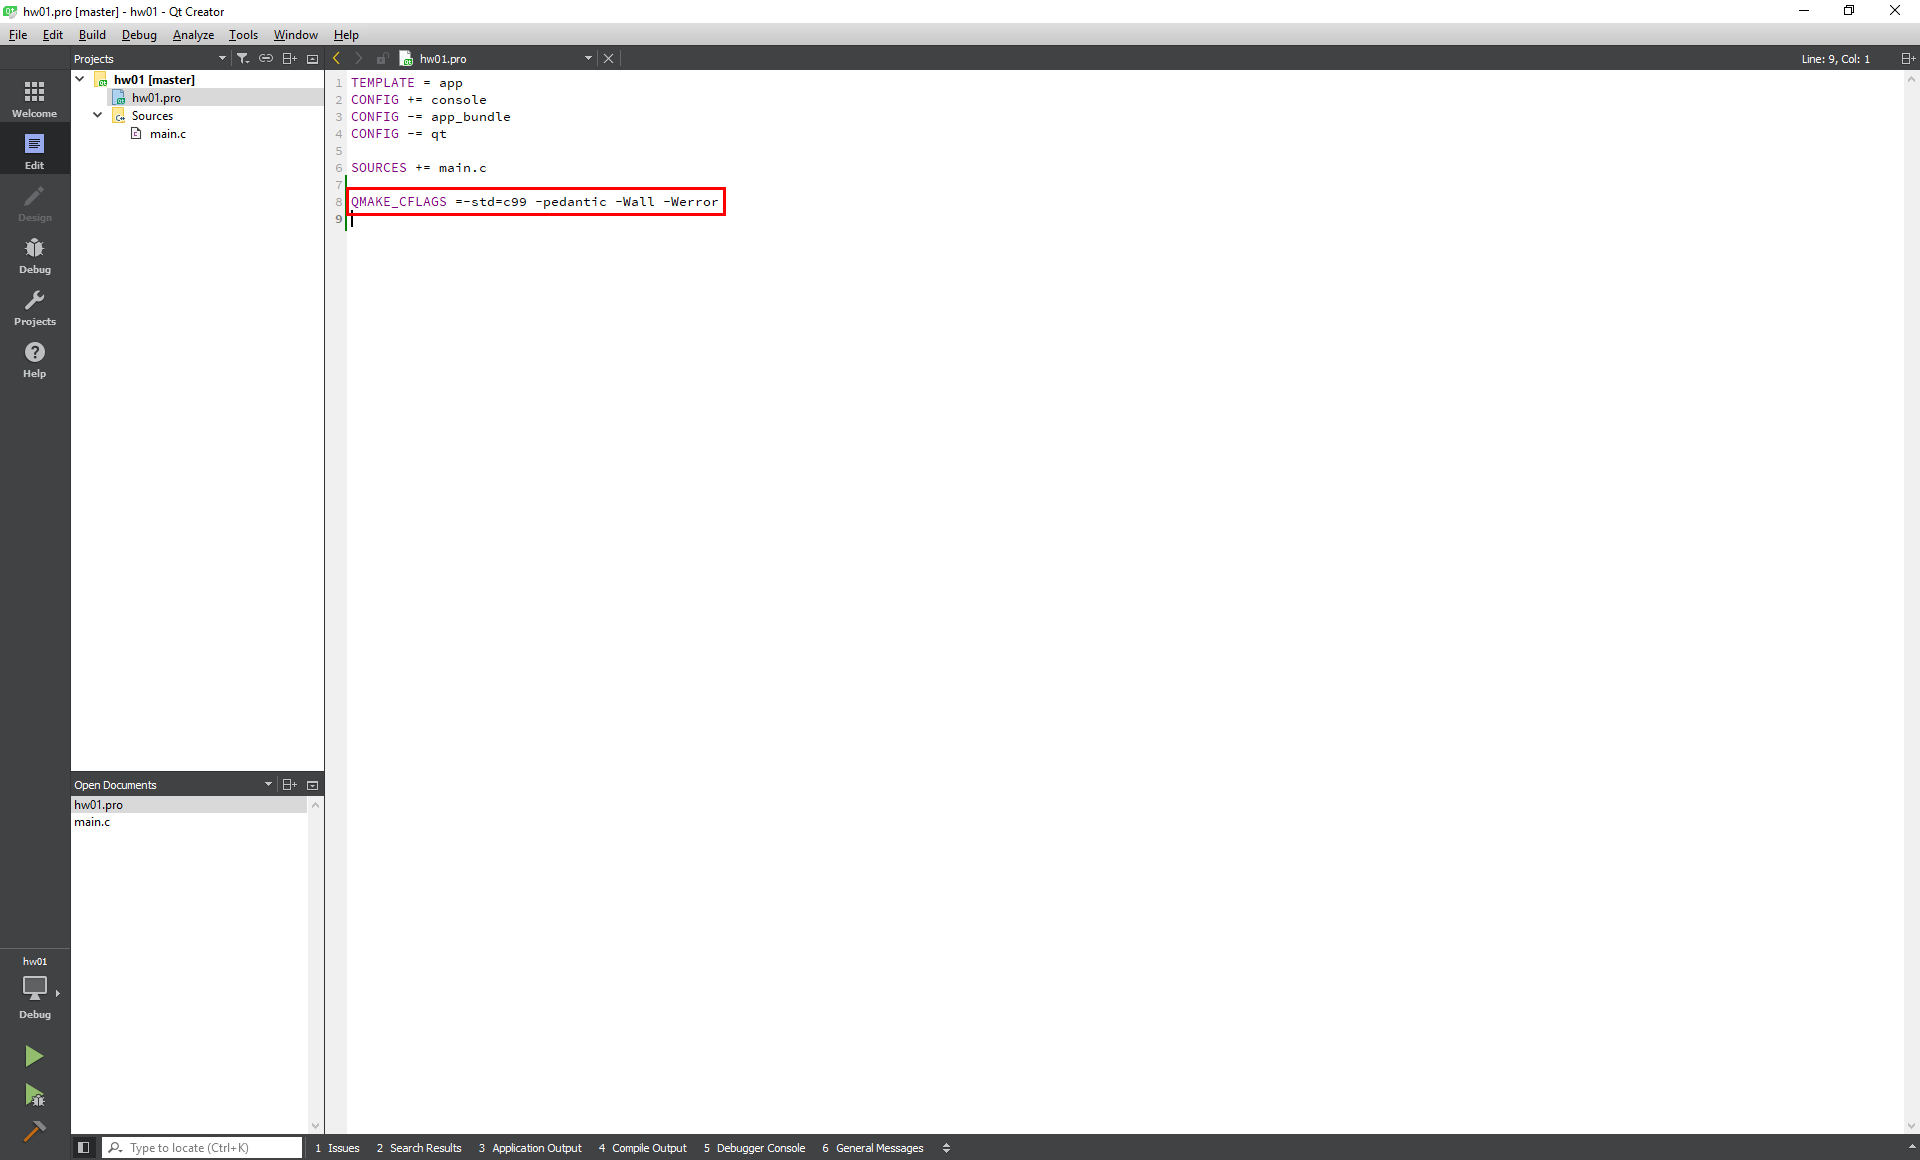 hw01.pro [master] - hw01 - Qt Creator
File Edit Build Debug Analyze Tools Window Help
Projects
hw01.pro
Line: 9, Col: 1
Welcome
Edit
Design
Debug
Projects
Help
hw01 [master]
hw01.pro
Sources
main.c
1 TEMPLATE = app
2 CONFIG += console
3 CONFIG -= app_bundle
4 CONFIG -= qt
5
6 SOURCES += main.c
7
8 QMAKE_CFLAGS =-std=c99 -pedantic -Wall -Werror
9
Open Documents
hw01.pro
main.c
hw01
Debug
Type to locate (Ctrl+K)
1 Issues 2 Search Results 3 Application Output 4 Compile Output 5 Debugger Console 6 General Messages